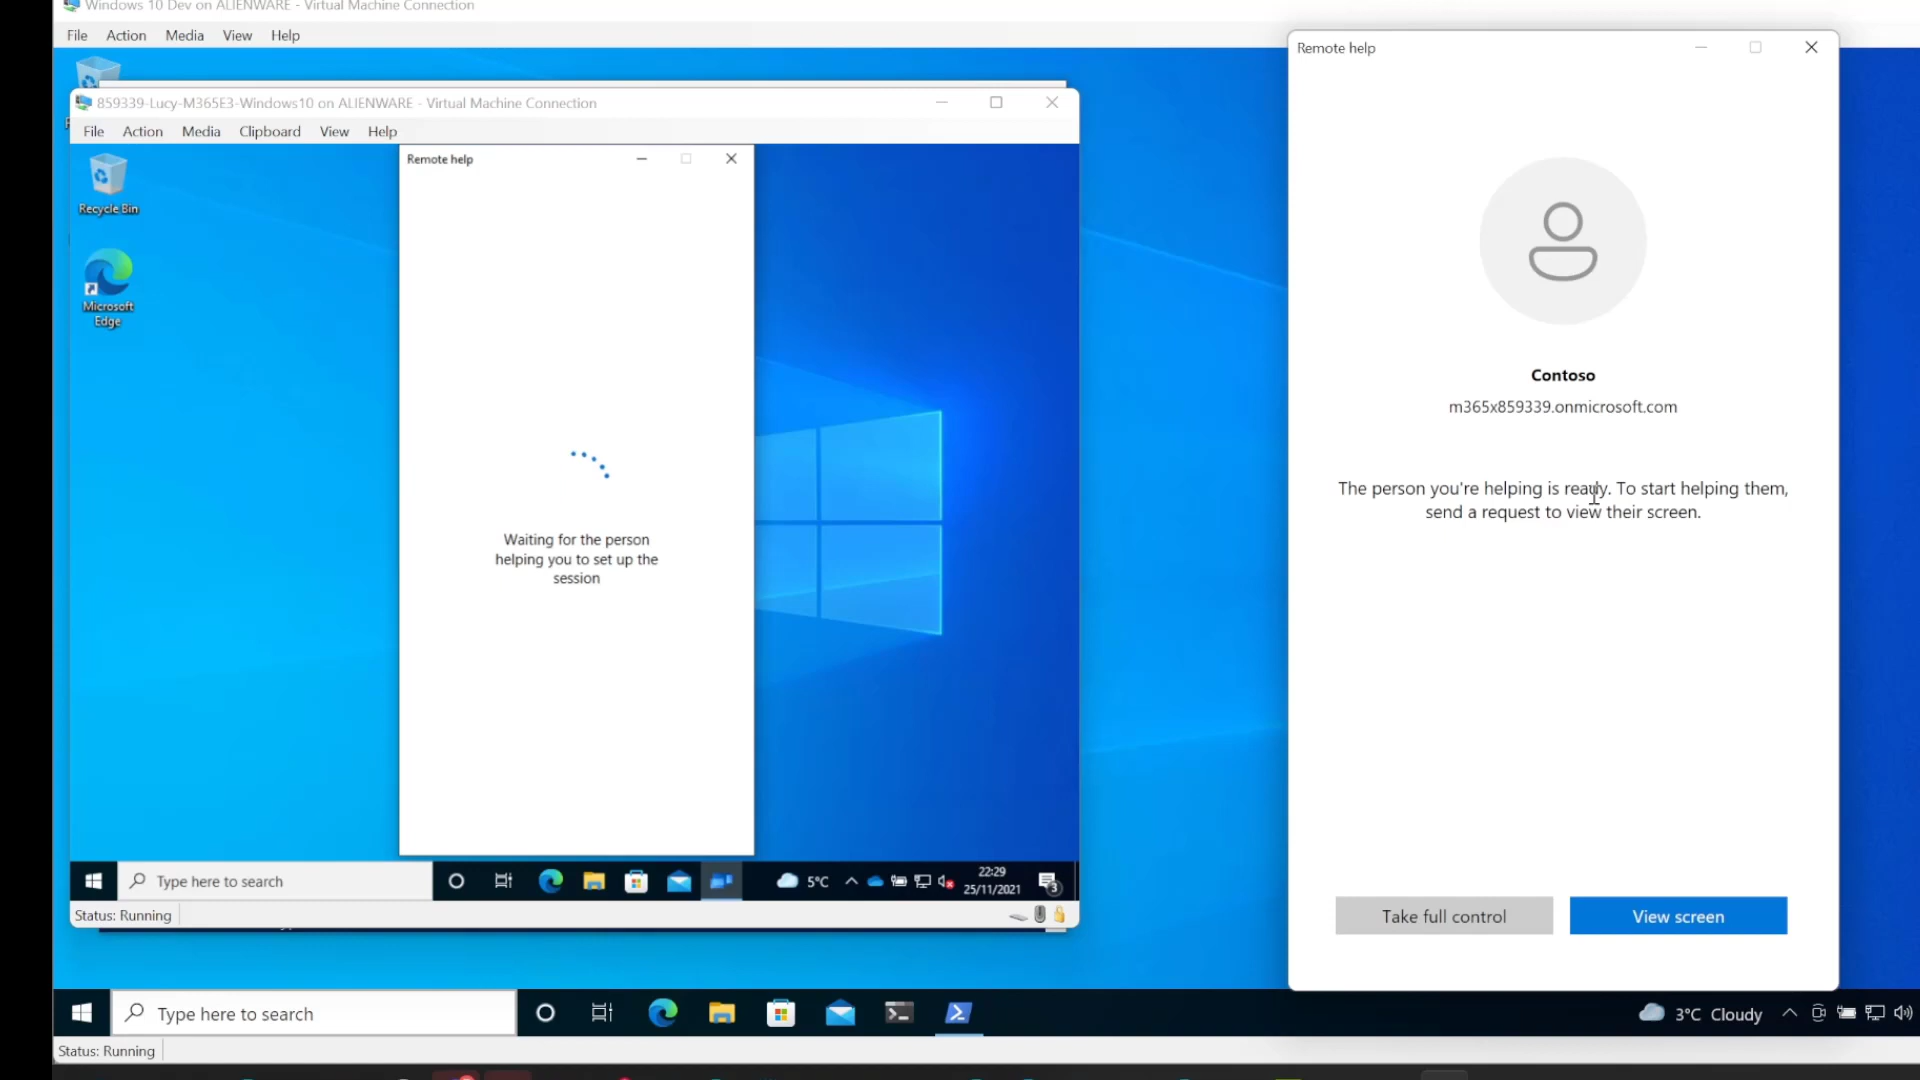 Windows 10 Dev on ALIENWARE - Virtual Machine Connection
File Action Media View Help
859339-Lucy-M365E3-Windows10 on ALIENWARE - Virtual Machine Connection
File Action Media Clipboard View Help
Recycle Bin
Microsoft
Edge
Remote help
Waiting for the person
helping you to set up the
session
Type here to search
5°C
22:29
25/11/2021
3
Status: Running
Remote help
Contoso
m365x859339.onmicrosoft.com
The person you're helping is ready. To start helping them,
send a request to view their screen.
Take full control
View screen
Type here to search
3°C Cloudy
Status: Running